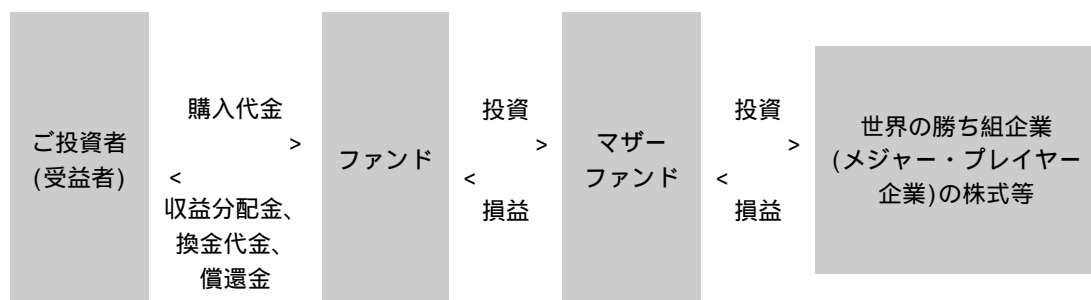 ご投資者
(受益者)
購入代金
>
<
収益分配金、
換金代金、
償還金
ファンド
投資
>
<
損益
マザー
ファンド
投資
>
<
損益
世界の勝ち組企業
(メジャー・プレイヤー
企業)の株式等